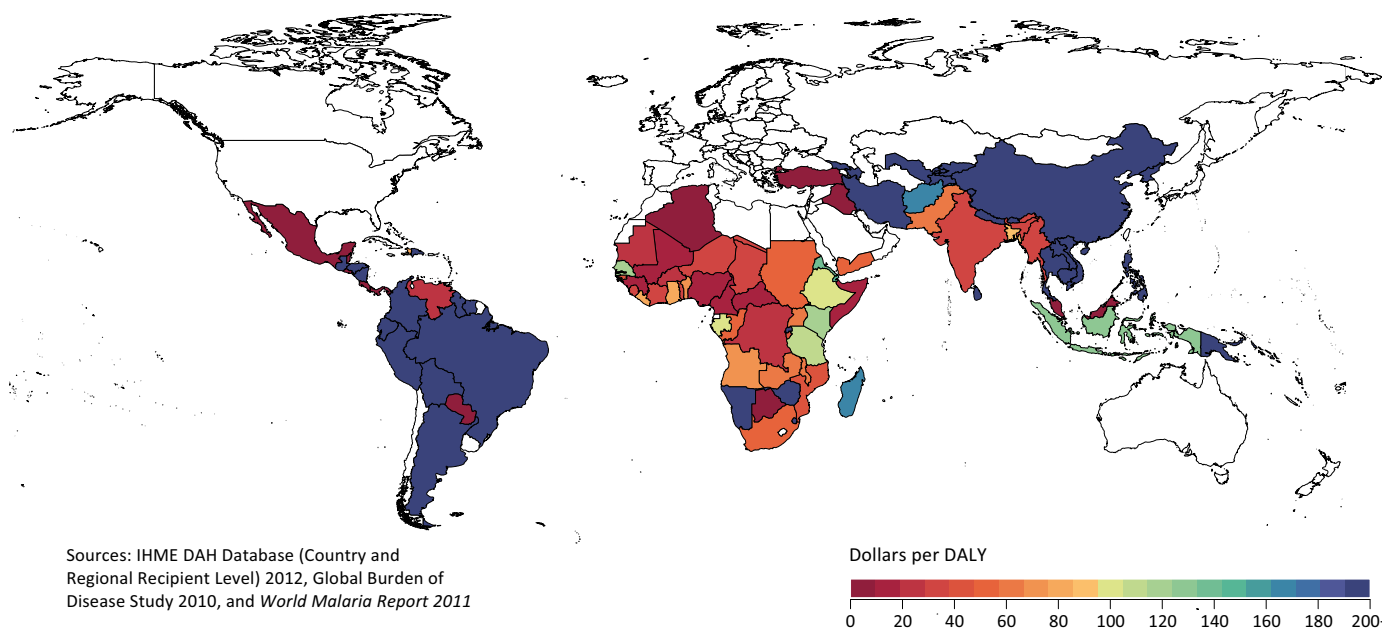 Sources: IHME DAH Database (Country and
Regional Recipient Level) 2012, Global Burden of
Disease Study 2010, and World Malaria Report 2011
Dollars per DALY
0 20 40 60 80 100 120 140 160 180 200+